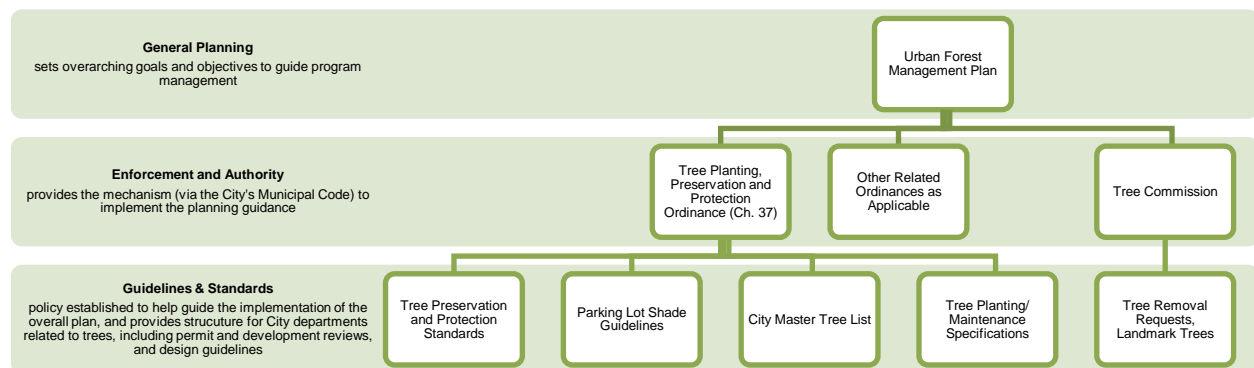 General Planning
sets overarching goals and objectives to guide program
management
Urban Forest
Management Plan
Enforcement and Authority
provides the mechanism (via the City's Municipal Code) to
implement the planning guidance
Tree Planting,
Preservation and
Protection
Ordinance (Ch. 37)
Other Related
Ordinances as
Applicable
Tree Commission
Guidelines & Standards
policy established to help guide the implementation of the
overall plan, and provides strucuture for City departments
related to trees, including permit and development reviews,
and design guidelines
Tree Preservation
and Protection
Standards
Parking Lot Shade
Guidelines
City Master Tree List
Tree Planting/
Maintenance
Specifications
Tree Removal
Requests,
Landmark Trees